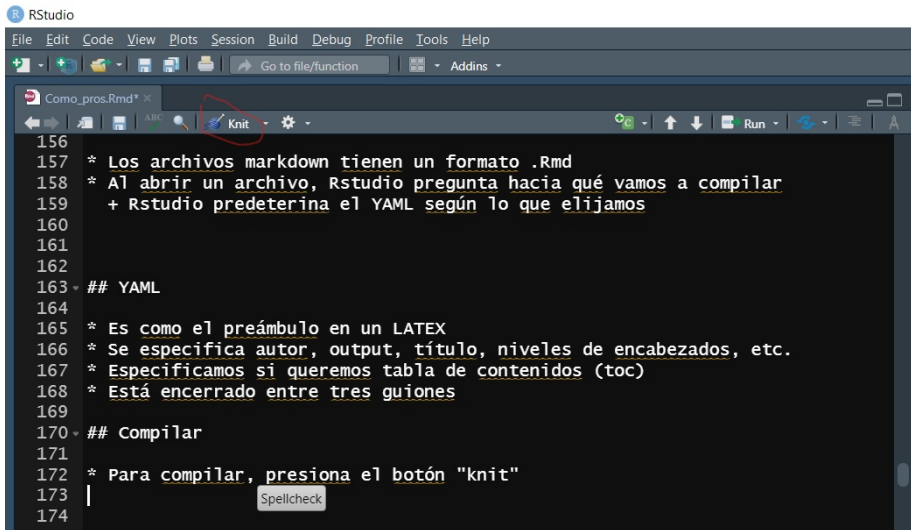 RStudio
File Edit Code View Plots Session Build Debug Profile Tools Help
Go to file/function Addins
Como_pros.Rmd*
ABC Knit Run
156
157 * Los archivos markdown tienen un formato .Rmd
158 * Al abrir un archivo, Rstudio pregunta hacia qué vamos a compilar
159 + Rstudio predeterina el YAML según lo que elijamos
160
161
162
163 ## YAML
164
165 * Es como el preámbulo en un LATEX
166 * Se especifica autor, output, título, niveles de encabezados, etc.
167 * Especificamos si queremos tabla de contenidos (toc)
168 * Está encerrado entre tres guiones
169
170 ## Compilar
171
172 * Para compilar, presiona el botón "knit"
173
Spellcheck
174